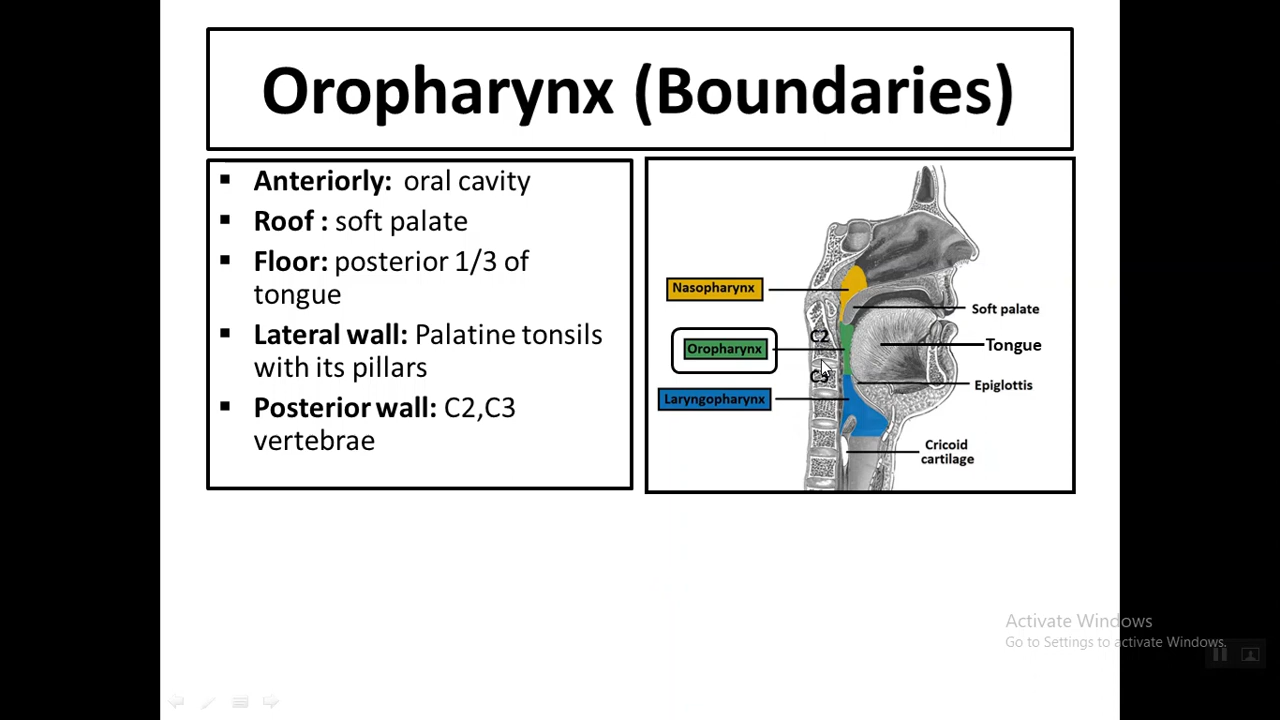 Oropharynx (Boundaries)
▪ Anteriorly: oral cavity
▪ Roof : soft palate
▪ Floor: posterior 1/3 of
tongue
▪ Lateral wall: Palatine tonsils
with its pillars
▪ Posterior wall: C2,C3
vertebrae
Nasopharynx
Soft palate
C2
Oropharynx
Tongue
Epiglottis
Laryngopharynx
Cricoid
cartilage
Activate Windows
Go to Settings to activate Windows.